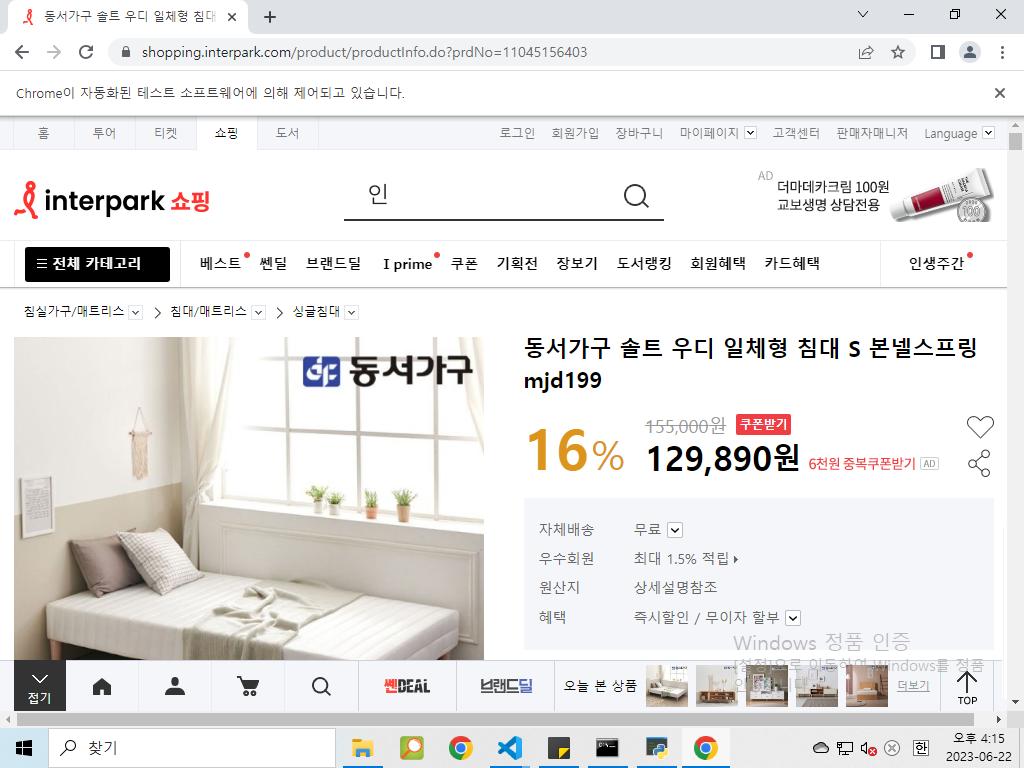 동서가구 솔트 우디 일체형 침대
shopping.interpark.com/product/productInfo.do?prdNo=11045156403
Chrome이 자동화된 테스트 소프트웨어에 의해 제어되고 있습니다.
홈 투어 티켓 쇼핑 도서 로그인 회원가입 장바구니 마이페이지 고객센터 판매자매니저 Language
interpark 쇼핑
인
AD
더마데카크림 100원
교보생명 상담전용
100
전체 카테고리 베스트 쎈딜 브랜드딜 I prime 쿠폰 기획전 장보기 도서랭킹 회원혜택 카드혜택 인생주간
침실가구/매트리스 침대/매트리스 싱글침대
동서가구
동서가구 솔트 우디 일체형 침대 S 본넬스프링
mjd199
16%
155,000원 쿠폰받기
129,890원 6천원 중복쿠폰받기 AD
자체배송 무료
우수회원 최대 1.5% 적립
원산지 상세설명참조
혜택 즉시할인 / 무이자 할부
Windows 정품 인증
[설정]으로 이동하여 Windows를 정품
접기
쎈DEAL
브랜드딜
오늘 본 상품
더보기
TOP
찾기
한
오후 4:15
2023-06-22